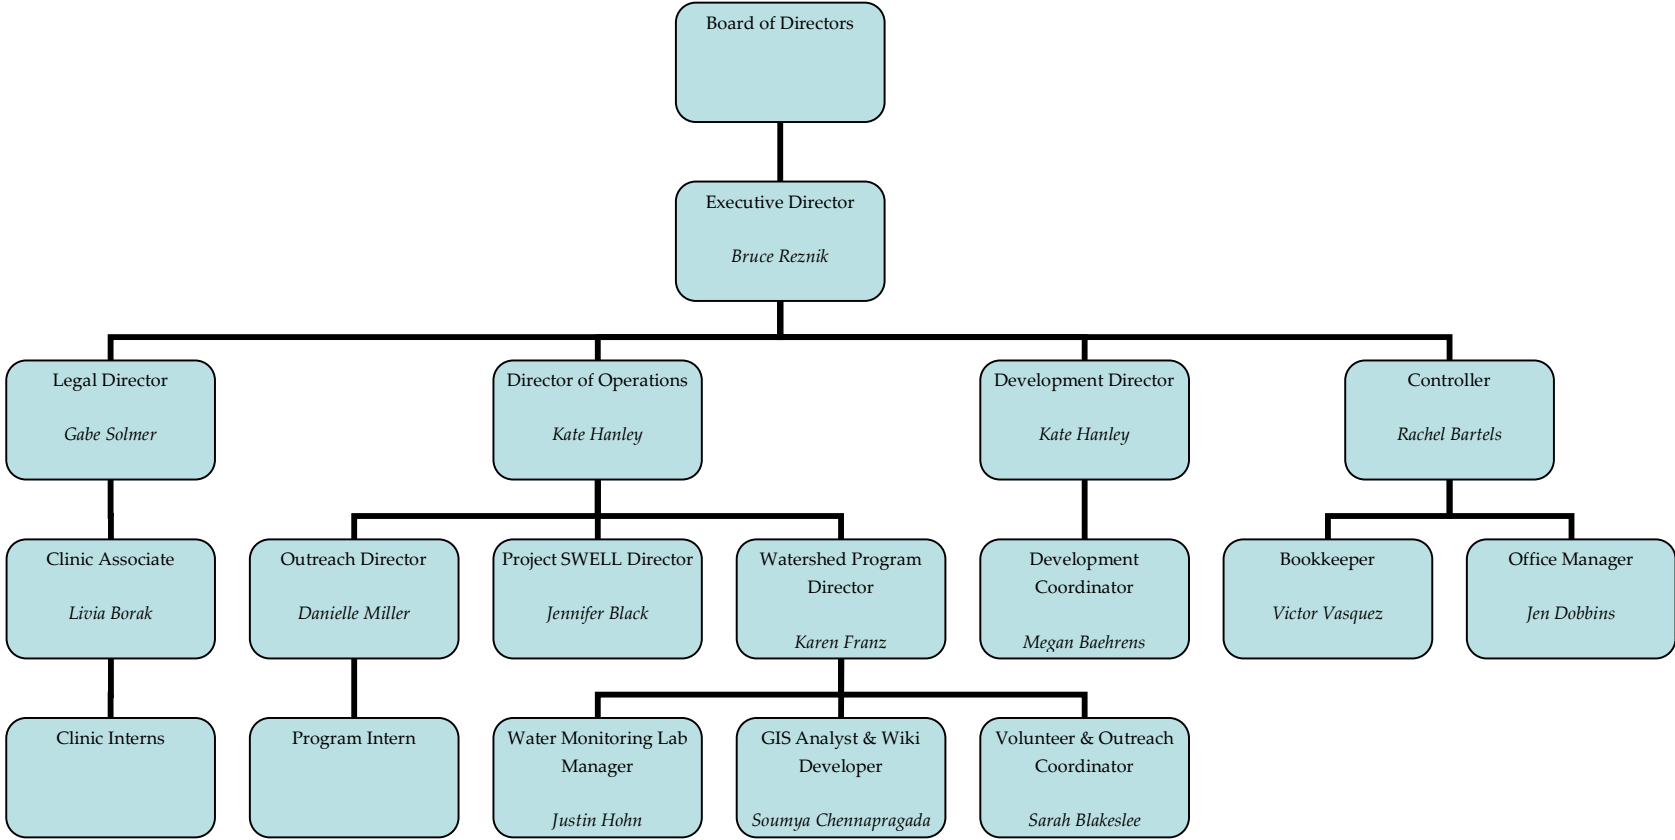 Board of Directors
Executive Director
Bruce Reznik
Legal Director
Gabe Solmer
Director of Operations
Kate Hanley
Development Director
Kate Hanley
Controller
Rachel Bartels
Clinic Associate
Livia Borak
Outreach Director
Danielle Miller
Project SWELL Director
Jennifer Black
Watershed Program
Director
Karen Franz
Development
Coordinator
Megan Baehrens
Bookkeeper
Victor Vasquez
Office Manager
Jen Dobbins
Clinic Interns
Program Intern
Water Monitoring Lab
Manager
Justin Hohn
GIS Analyst & Wiki
Developer
Soumya Chennapragada
Volunteer & Outreach
Coordinator
Sarah Blakeslee